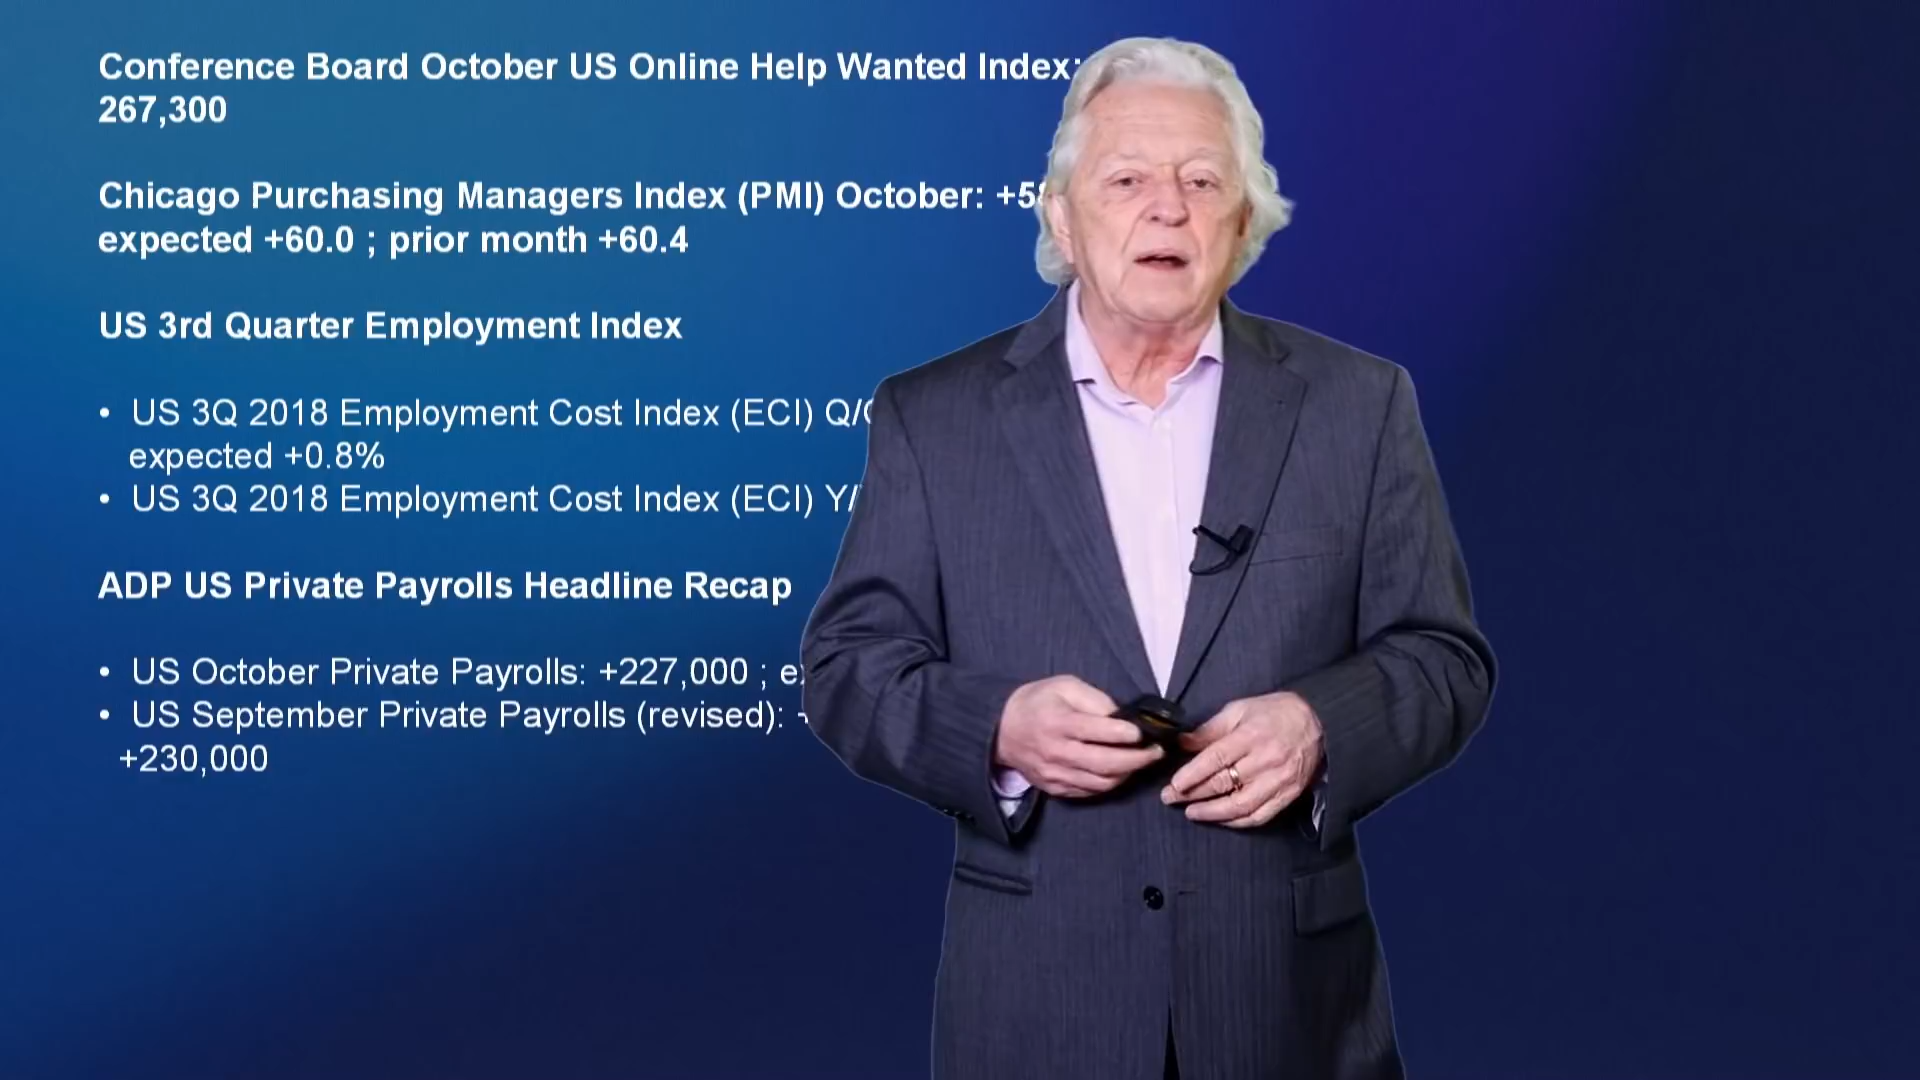 Conference Board October US Online Help Wanted Index:
267,300
Chicago Purchasing Managers Index (PMI) October:
expected +60.0 ; prior month +60.4
US 3rd Quarter Employment Index
• US 3Q 2018 Employment Cost Index (ECI)
expected +0.8%
• US 3Q 2018 Employment Cost Index (ECI)
ADP US Private Payrolls Headline Recap
• US October Private Payrolls: +227,000 ;
• US September Private Payrolls (revised):
+230,000